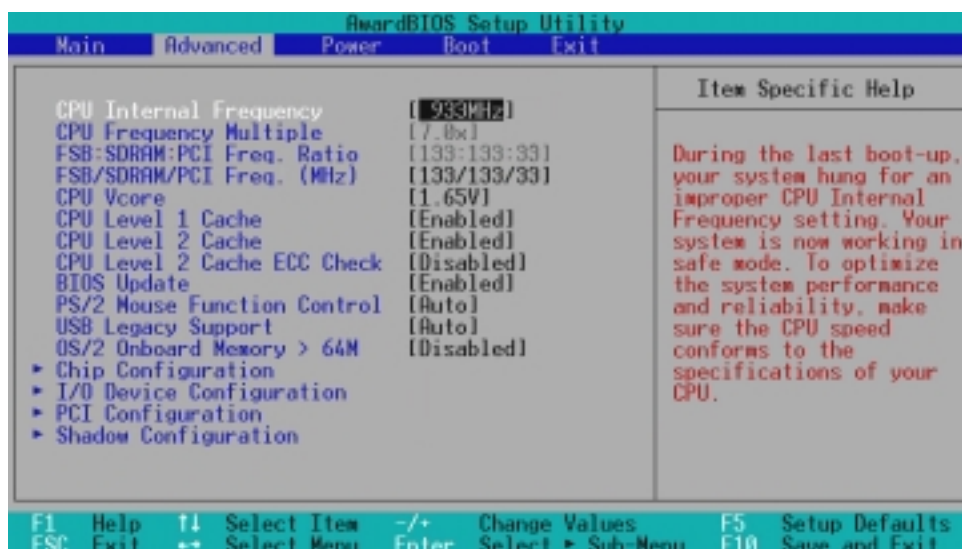 AwardBIOS Setup Utility
Main Advanced Power Boot Exit
Item Specific Help
CPU Internal Frequency [ 933MHz]
CPU Frequency Multiple [7.0x]
FSB:SDRAM:PCI Freq. Ratio [133:133:33]
FSB/SDRAM/PCI Freq. (MHz) [133/133/33]
CPU Vcore [1.65V]
CPU Level 1 Cache [Enabled]
CPU Level 2 Cache [Enabled]
CPU Level 2 Cache ECC Check [Disabled]
BIOS Update [Enabled]
PS/2 Mouse Function Control [Auto]
USB Legacy Support [Auto]
OS/2 Onboard Memory > 64M [Disabled]
► Chip Configuration
► I/O Device Configuration
► PCI Configuration
► Shadow Configuration
During the last boot-up,
your system hung for an
improper CPU Internal
Frequency setting. Your
system is now working in
safe mode. To optimize
the system performance
and reliability, make
sure the CPU speed
conforms to the
specifications of your
CPU.
F1 Help ↑↓ Select Item -/+ Change Values F5 Setup Defaults
ESC Exit ↔ Select Menu Enter Select ► Sub-Menu F10 Save and Exit